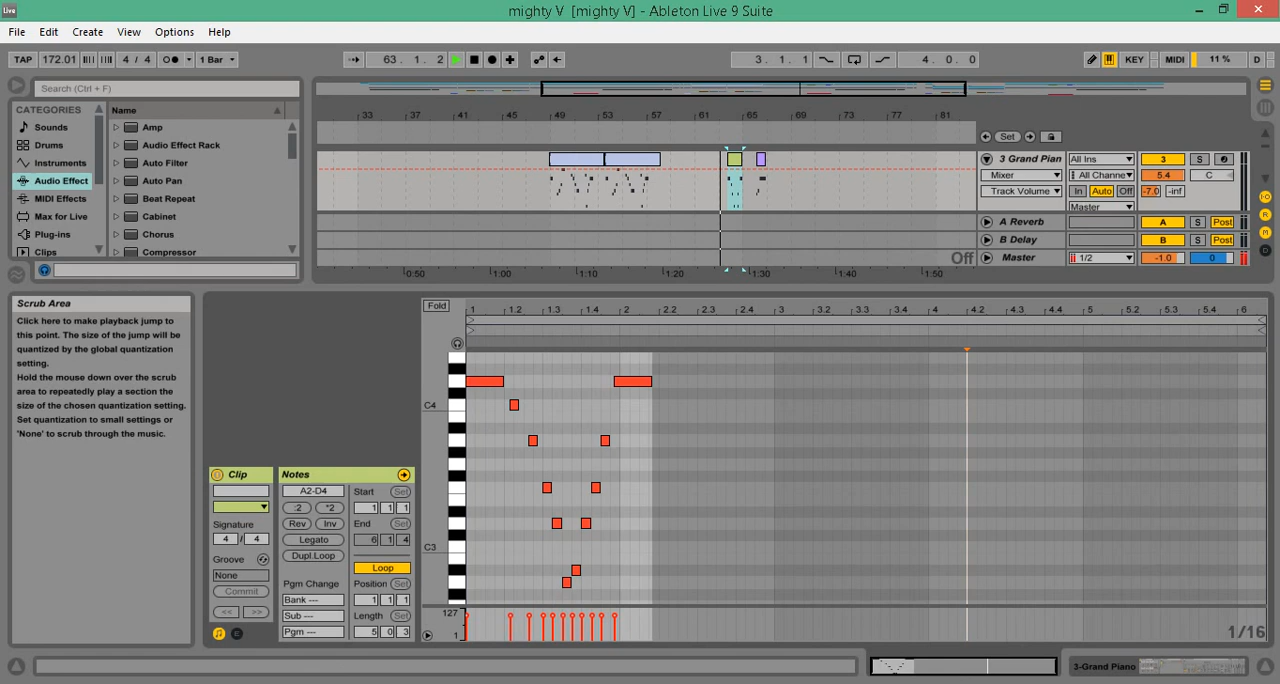 Live mighty V  [mighty V] - Ableton Live 9 Suite
File Edit Create View Options Help
TAP 172.01 4 / 4 1 Bar 63. 1. 2 3. 1. 1 4. 0. 0 KEY MIDI 11 % D
Search (Ctrl + F)
CATEGORIES Name
Sounds Amp
Drums Audio Effect Rack
Instruments Auto Filter
Audio Effect Auto Pan
MIDI Effects Beat Repeat
Max for Live Cabinet
Plug-ins Chorus
Clips Compressor
33 37 41 45 49 53 57 61 65 69 73 77 81
Set
3 Grand Pian All Ins 3 S
Mixer All Channe 5.4 C
Track Volume In Auto Off -7.0 -inf
Master
A Reverb A S Post
B Delay B S Post
Off Master 1/2 -1.0 0
0:50 1:00 1:10 1:20 1:30 1:40 1:50
Scrub Area
Click here to make playback jump to
this point. The size of the jump will be
quantized by the global quantization
setting.
Hold the mouse down over the scrub
area to repeatedly play a section the
size of the chosen quantization setting.
Set quantization to small settings or
'None' to scrub through the music.
Fold 1 1.2 1.3 1.4 2 2.2 2.3 2.4 3 3.2 3.3 3.4 4 4.2 4.3 4.4 5 5.2 5.3 5.4 6
C4
C3
Clip Notes
A2-D4 Start Set
:2 *2 1 1 1
Signature Rev Inv End Set
4 / 4 Legato 6 1 4
Groove Dupl.Loop Loop
None Pgm Change Position Set
Commit Bank --- 1 1 1
<< >> Sub --- Length Set
Pgm --- 5 0 3
127
1
1/16
3-Grand Piano